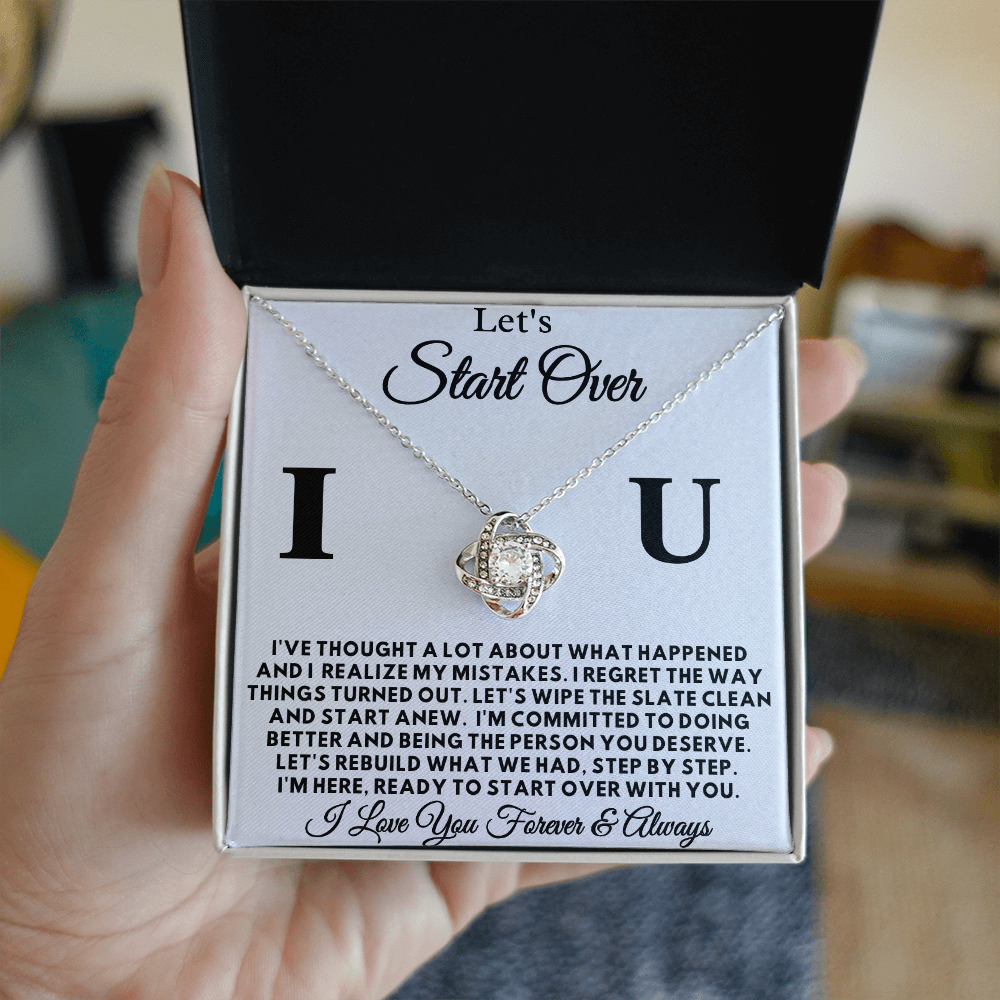 Let's
Start Over
I U
I'VE THOUGHT A LOT ABOUT WHAT HAPPENED
AND I REALIZE MY MISTAKES. I REGRET THE WAY
THINGS TURNED OUT. LET'S WIPE THE SLATE CLEAN
AND START ANEW. I'M COMMITTED TO DOING
BETTER AND BEING THE PERSON YOU DESERVE.
LET'S REBUILD WHAT WE HAD, STEP BY STEP.
I'M HERE, READY TO START OVER WITH YOU.
I Love You Forever & Always